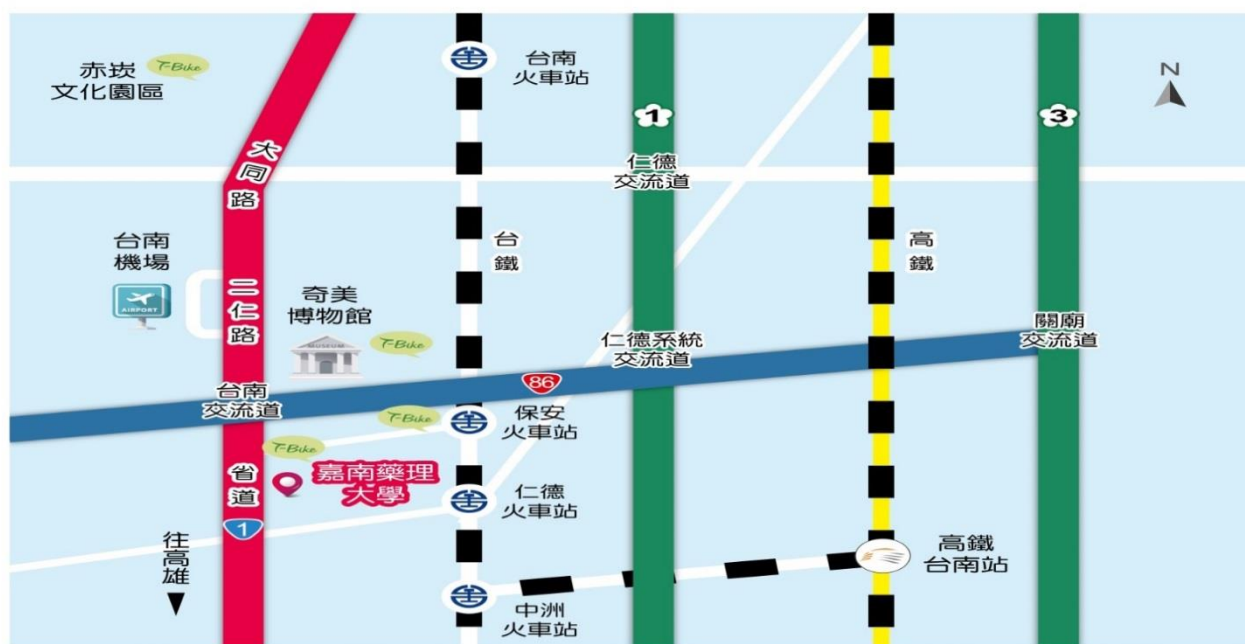 赤崁
文化園區
T-Bike
台南
火車站
1
3
N
仁德
交流道
大同路
台南
機場
AIRPORT
二仁路
台鐵
高鐵
奇美
博物館
MUSEUM
T-Bike
仁德系統
交流道
關廟
交流道
86
台南
交流道
T-Bike
保安
火車站
T-Bike
嘉南藥理
大學
省道
1
仁德
火車站
往高雄
高鐵
台南站
中洲
火車站